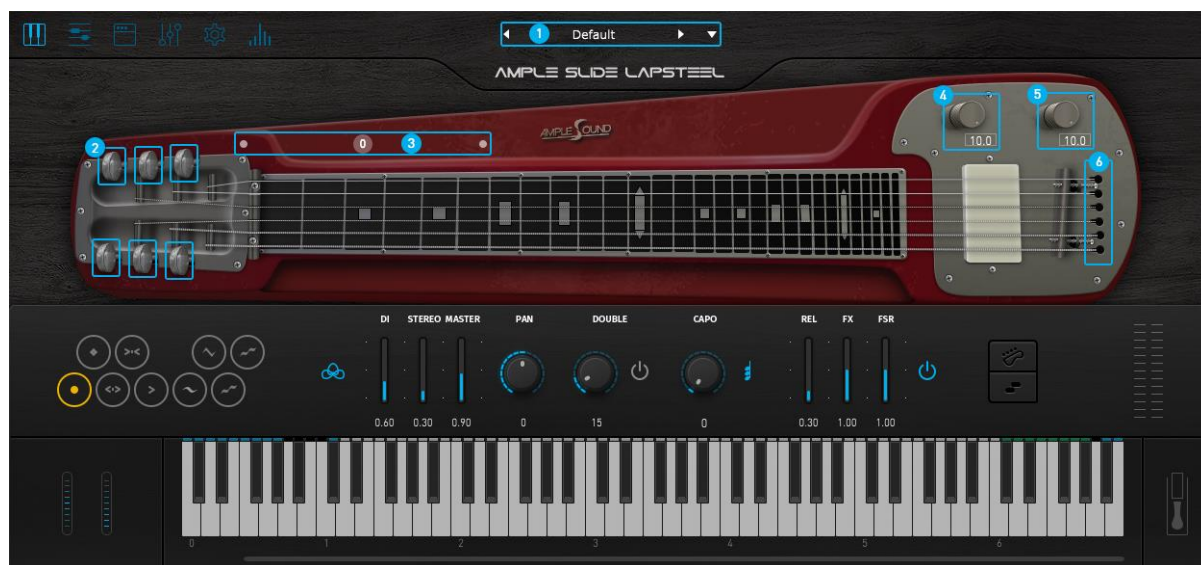 1 Default
AMPLE SLIDE LAPSTEEL
4 5
AMPLE SOUND
2 0 3
10.0 10.0
6
DI STEREO MASTER PAN DOUBLE CAPO REL FX FSR
0.60 0.30 0.90 0 15 0 0.30 1.00 1.00
0 1 2 3 4 5 6